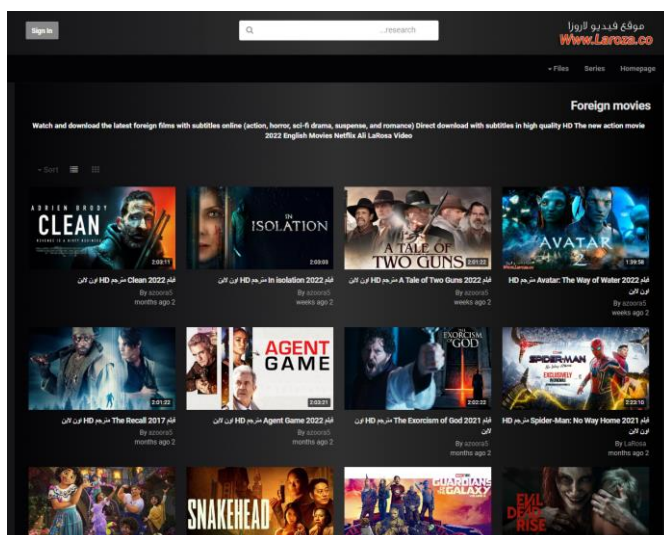 Sign In
...research
موقع فيديو لاروزا
Www.Laroza.co
Files
Series
Homepage
Foreign movies
Watch and download the latest foreign films with subtitles online (action, horror, sci-fi drama, suspense, and romance) Direct download with subtitles in high quality HD The new action movie
2022 English Movies Netflix Ali LaRosa Video
Sort
ADRIEN BRODY
CLEAN
2:03:11
IN
ISOLATION
2:03:03
A TALE OF
TWO GUNS
2:01:22
AVATAR
1:39:58
فيلم Clean 2022 مترجم HD اون لاين
By azoora5
months ago 2
فيلم In isolation 2022 مترجم HD اون لاين
By azoora5
weeks ago 2
فيلم A Tale of Two Guns 2022 مترجم HD اون لاين
By azoora5
weeks ago 2
فيلم Avatar: The Way of Water 2022 مترجم HD
اون لاين
By azoora5
weeks ago 2
2:01:22
AGENT
GAME
2:03:21
THE
EXORCISM
OF GOD
2:02:22
SPIDER-MAN
EXCLUSIVELY
2:23:10
فيلم The Recall 2017 مترجم HD اون لاين
By azoora5
months ago 2
فيلم Agent Game 2022 مترجم HD اون لاين
By azoora5
months ago 2
فيلم The Exorcism of God 2021 مترجم HD اون
لاين
By azoora5
months ago 2
فيلم Spider-Man: No Way Home 2021 مترجم HD
اون لاين
By LaRosa
months ago 2
SNAKEHEAD
GUARDIANS
OF THE GALAXY
EVIL
DEAD
RISE